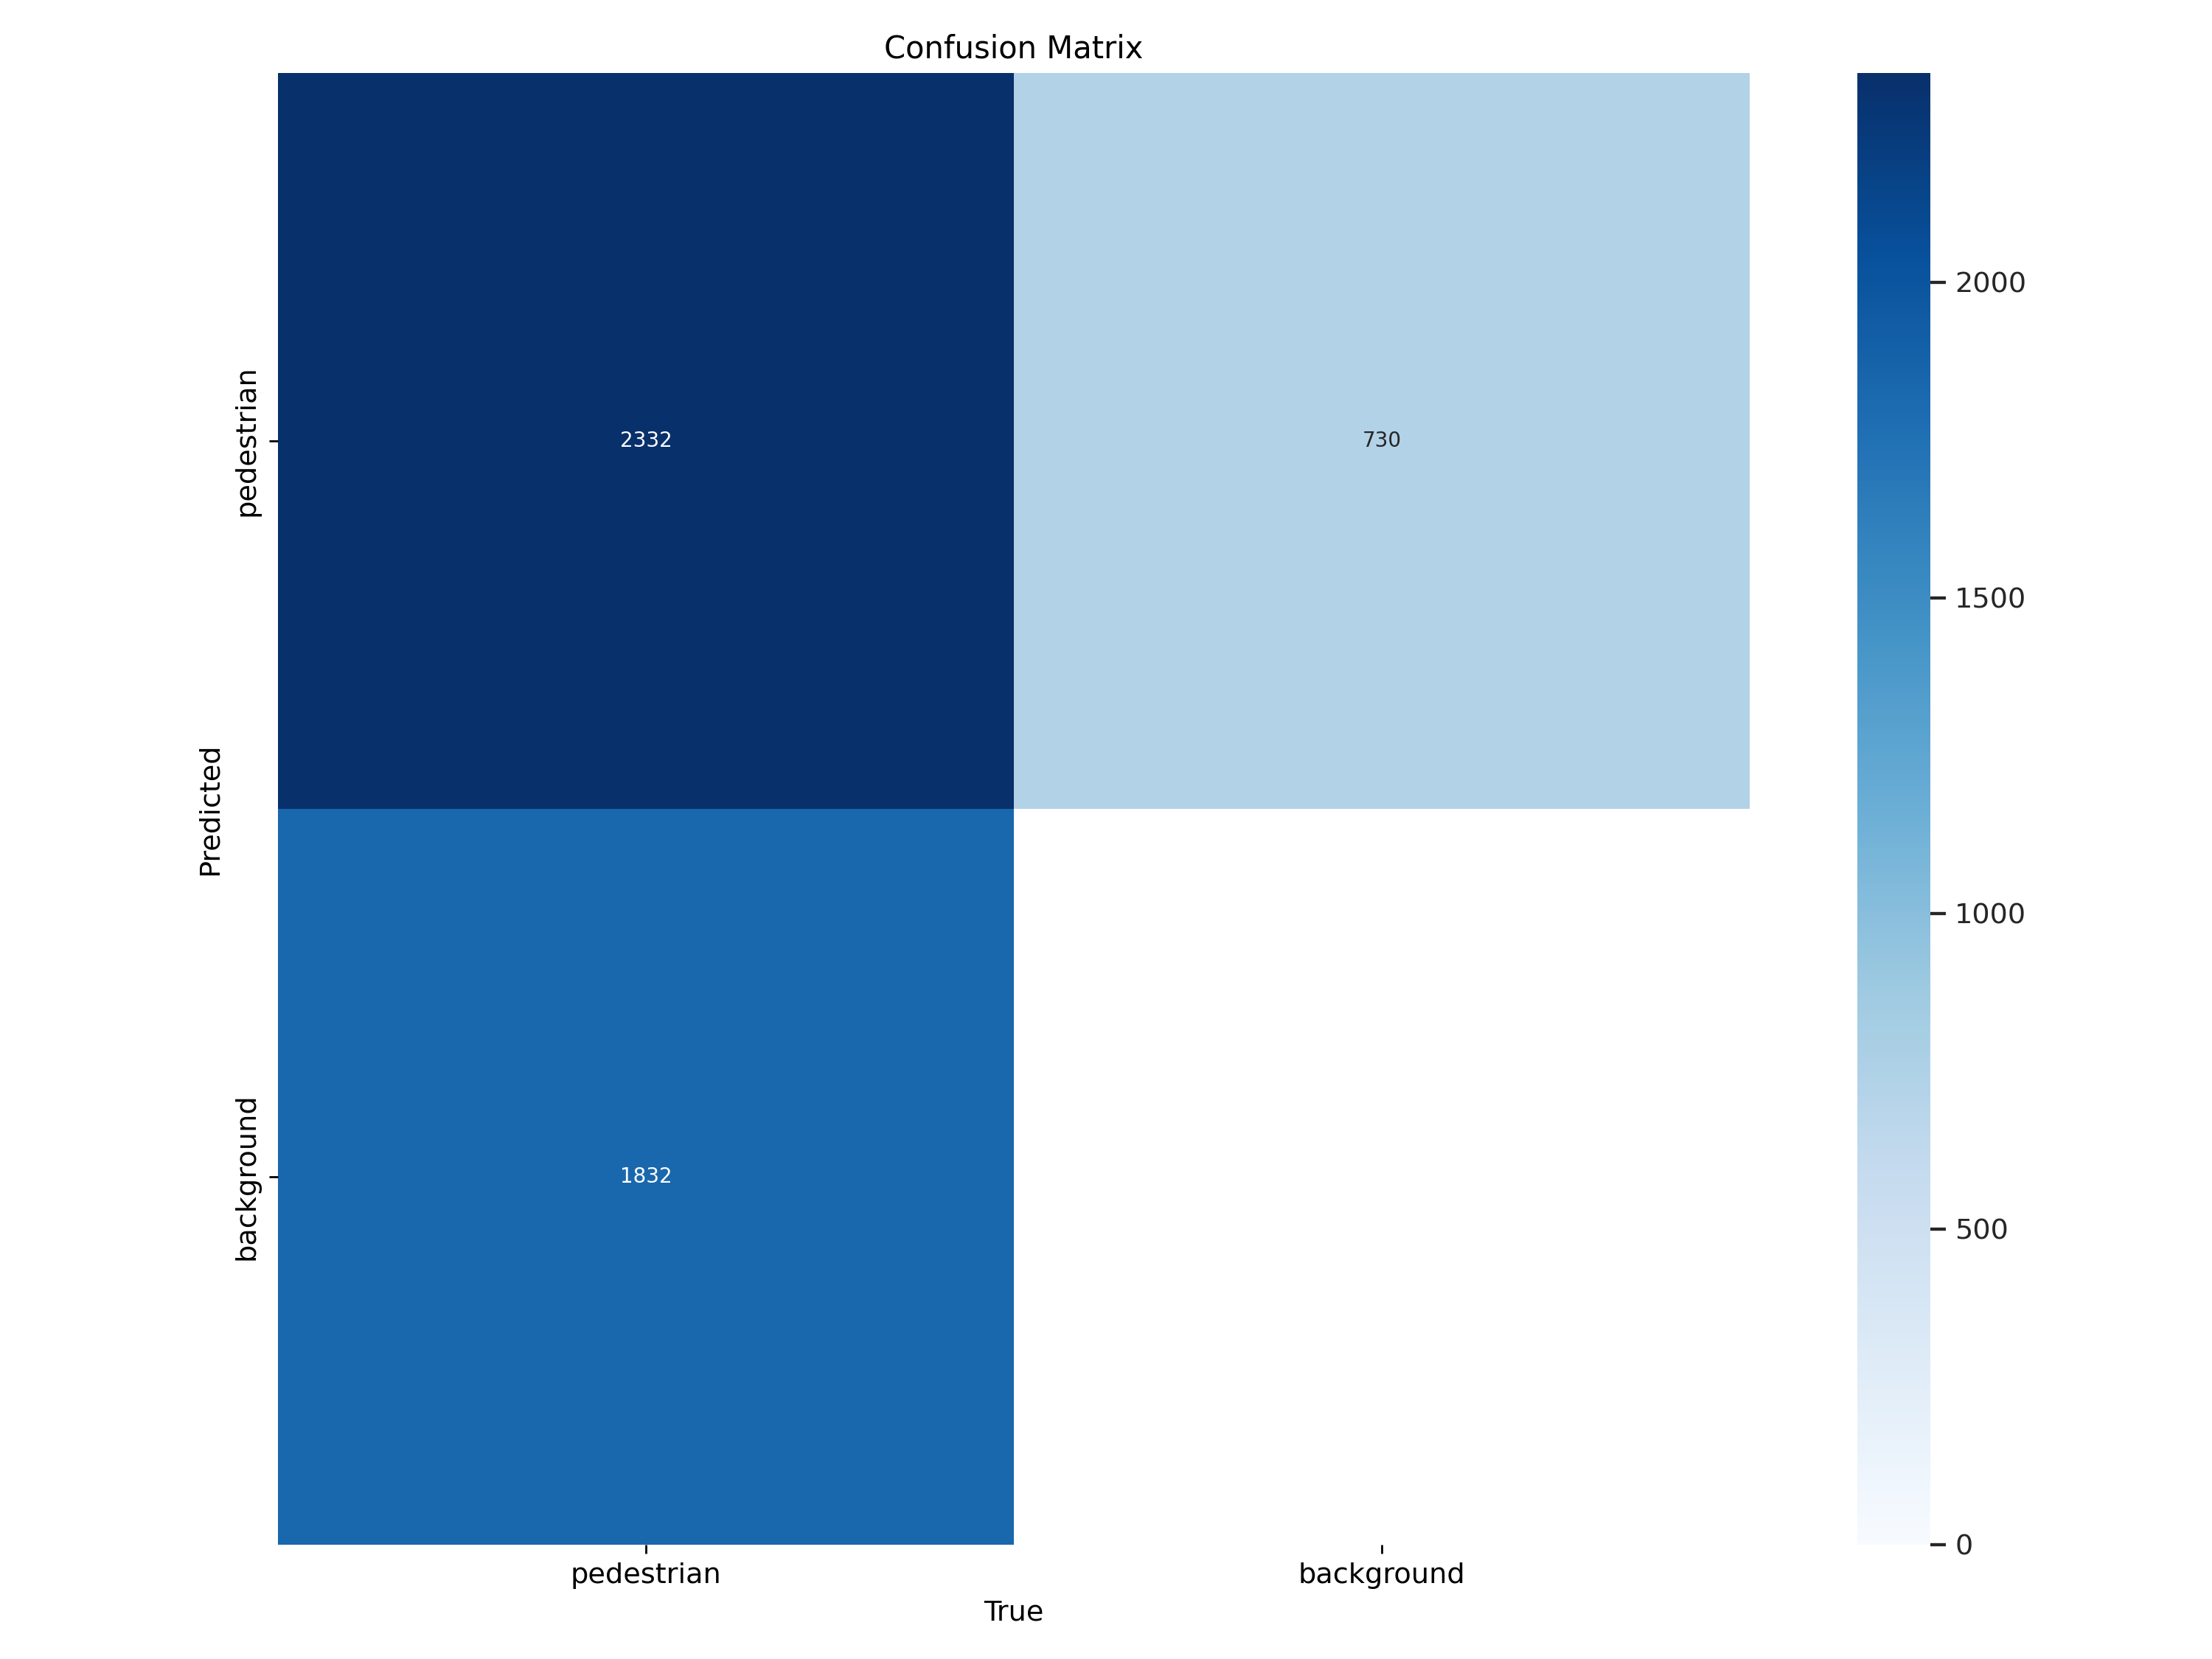 Confusion Matrix
pedestrian
2332
730
Predicted
background
1832
pedestrian
background
True
2000
1500
1000
500
0